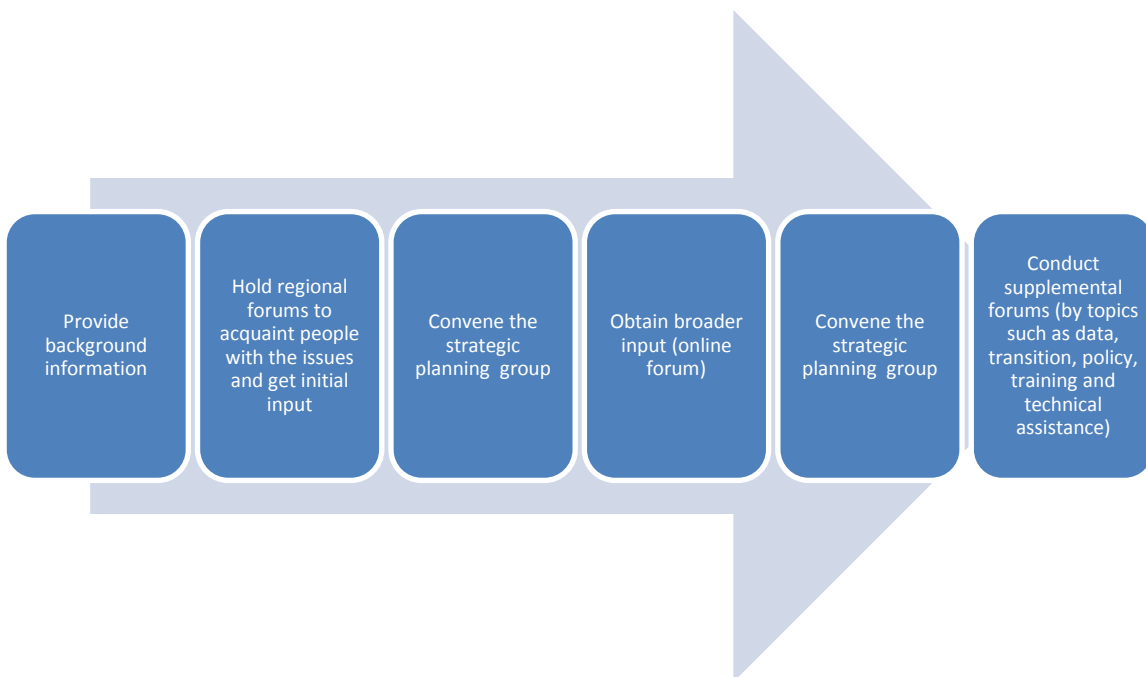 Provide
background
information
Hold regional
forums to
acquaint people
with the issues
and get initial
input
Convene the
strategic
planning group
Obtain broader
input (online
forum)
Convene the
strategic
planning group
Conduct
supplemental
forums (by topics
such as data,
transition, policy,
training and
technical
assistance)